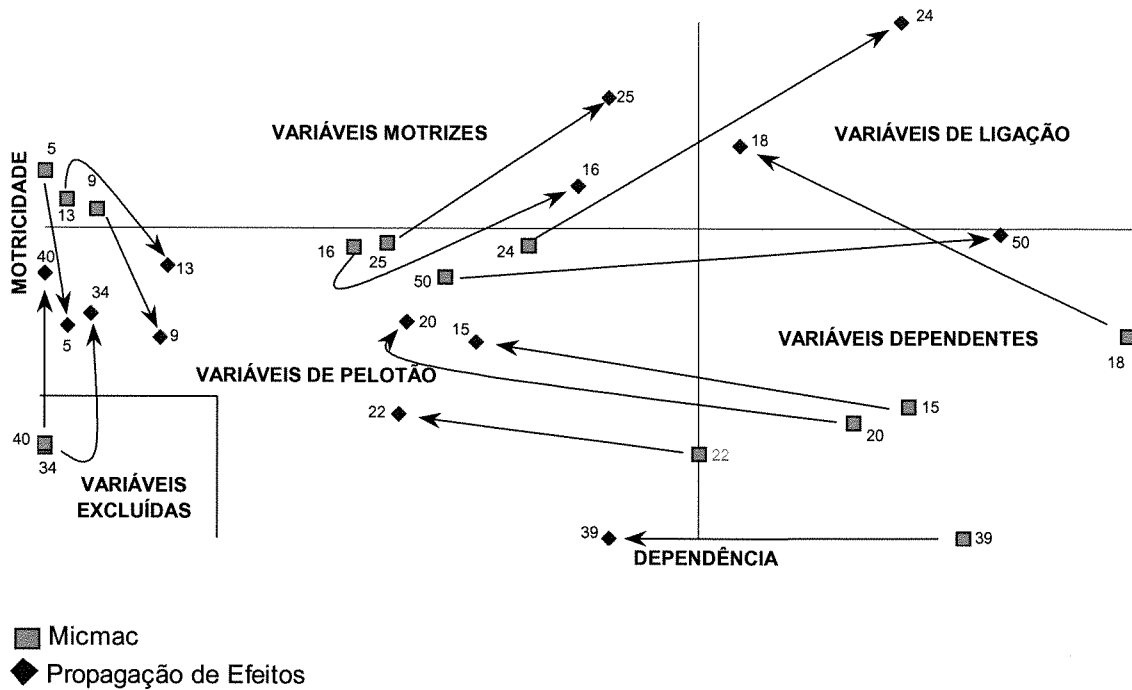 24
25
VARIÁVEIS MOTRIZES
VARIÁVEIS DE LIGAÇÃO
18
5
9
16
13
MOTRICIDADE
16
25
24
50
50
40
13
34
20
15
5
9
VARIÁVEIS DEPENDENTES
18
VARIÁVEIS DE PELOTÃO
22
15
20
40
34
22
VARIÁVEIS
EXCLUÍDAS
39
39
DEPENDÊNCIA
Micmac
Propagação de Efeitos